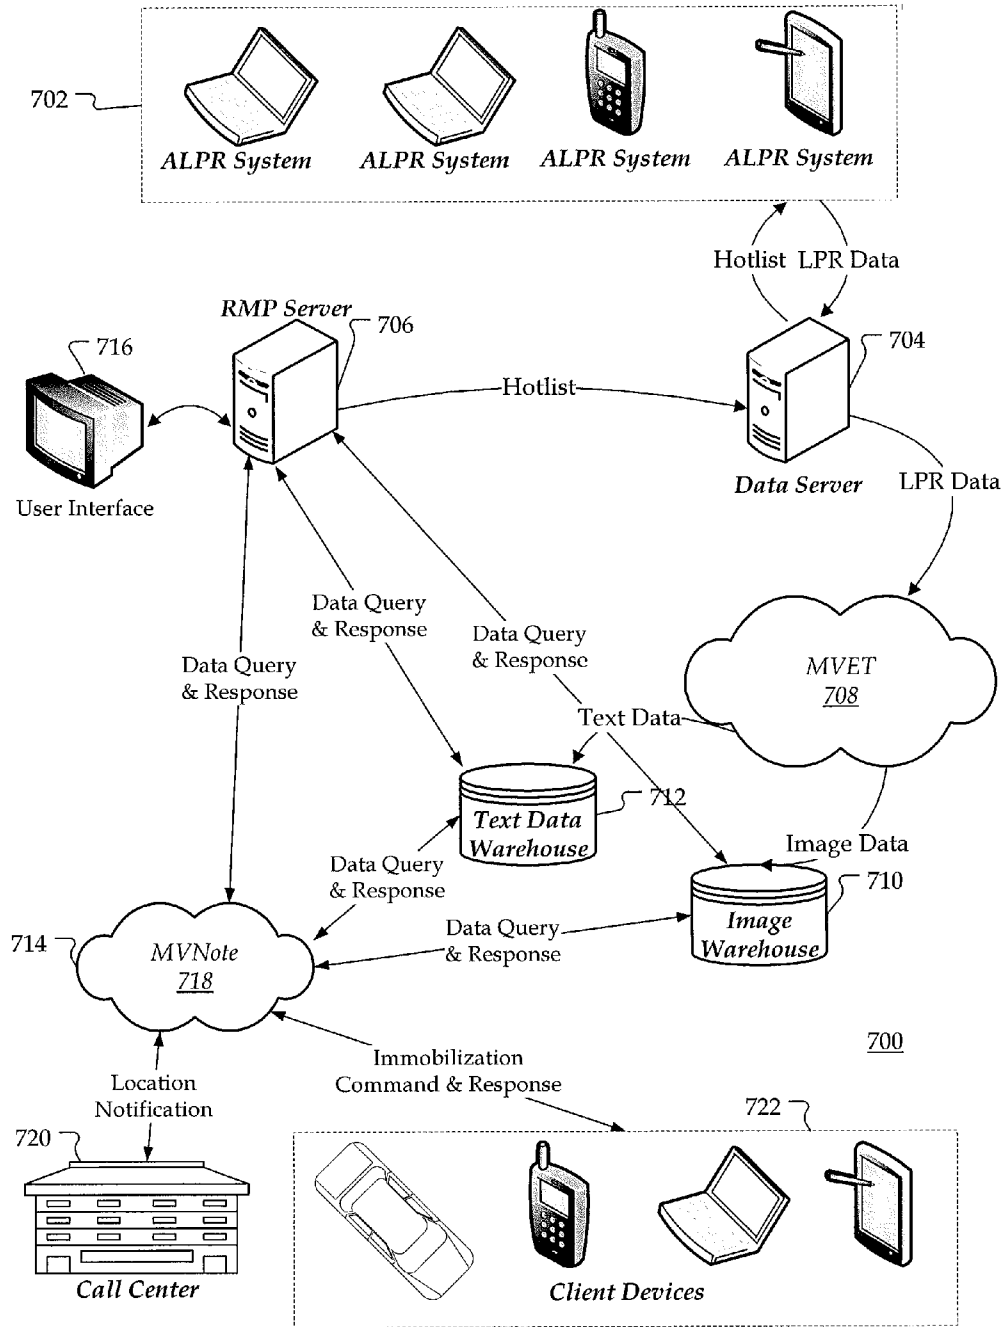 702
ALPR System
ALPR System
ALPR System
ALPR System
Hotlist
LPR Data
RMP Server
706
716
704
Hotlist
User Interface
Data Server
LPR Data
Data Query
& Response
Data Query
& Response
Data Query
& Response
MVET
708
Text Data
712
Text Data
Warehouse
Image Data
Data Query
& Response
710
Image
Warehouse
Data Query
& Response
714
MVNote
718
700
Immobilization
Command & Response
Location
Notification
722
720
Call Center
Client Devices